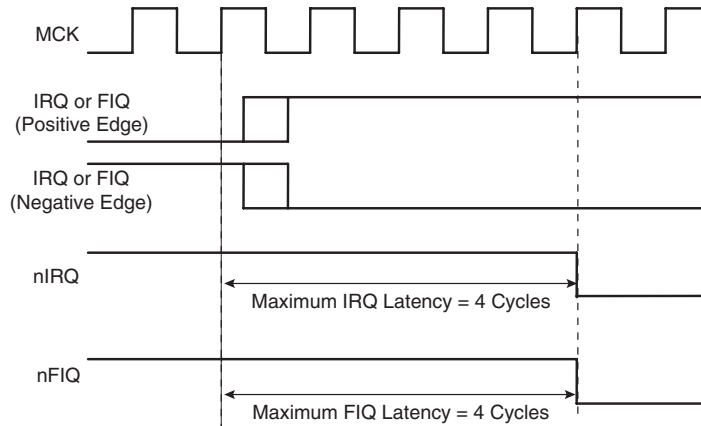 MCK
IRQ or FIQ
(Positive Edge)
IRQ or FIQ
(Negative Edge)
nIRQ
Maximum IRQ Latency = 4 Cycles
nFIQ
Maximum FIQ Latency = 4 Cycles